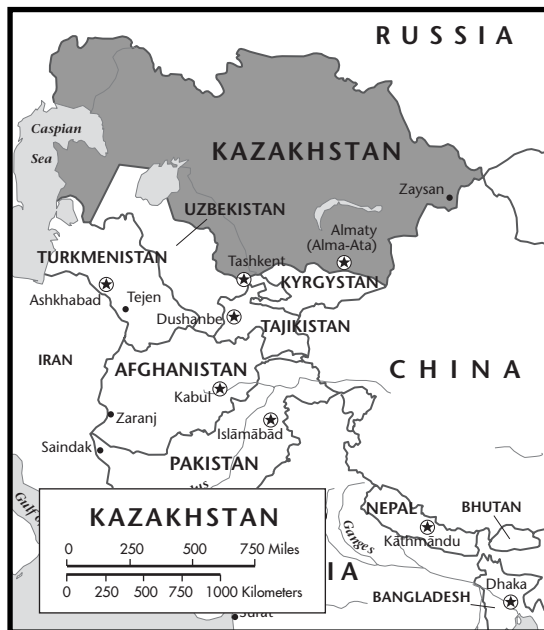 RUSSIA
Caspian
Sea
KAZAKHSTAN
Zaysan
UZBEKISTAN
Almaty
(Alma-Ata)
TURKMENISTAN
Tashkent
KYRGYSTAN
Ashkhabad
Tejen
Dushanbe
TAJIKISTAN
IRAN
AFGHANISTAN
CHINA
Kabul
Zaranj
Islāmābād
Saindak
PAKISTAN
Gulf
KAZAKHSTAN
0 250 500 750 Miles
0 250 500 750 1000 Kilometers
NEPAL
BHUTAN
Ganges
Kāthmāndu
Dhaka
BANGLADESH